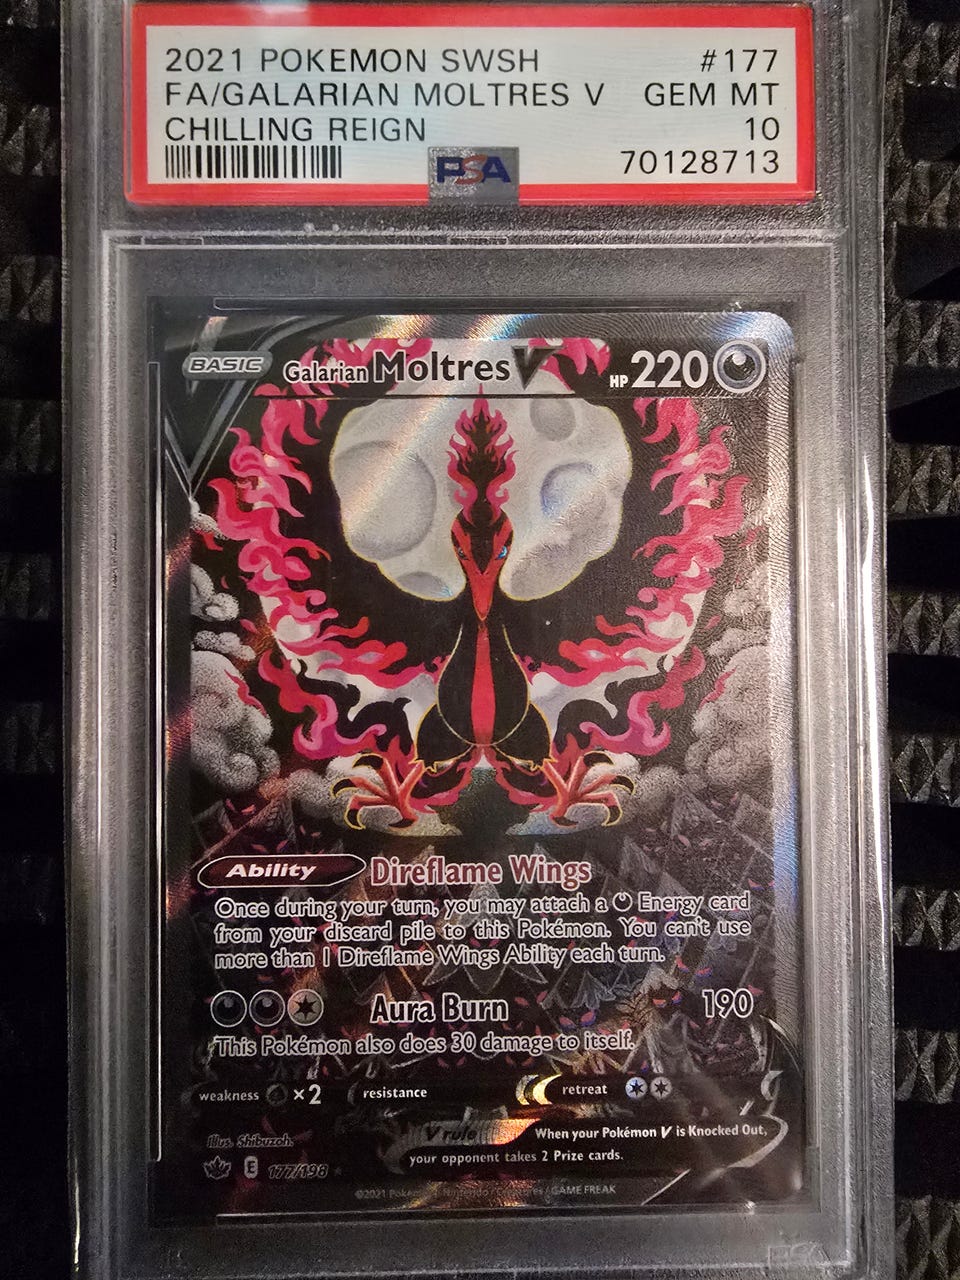 2021 POKEMON SWSH #177
FA/GALARIAN MOLTRES V GEM MT
CHILLING REIGN 10
PSA 70128713
BASIC Galarian Moltres V HP 220
Ability Direflame Wings
Once during your turn, you may attach a Energy card
from your discard pile to this Pokémon. You can't use
more than 1 Direflame Wings Ability each turn.
Aura Burn 190
This Pokémon also does 30 damage to itself.
weakness ×2 resistance retreat
V rule When your Pokémon V is Knocked Out,
your opponent takes 2 Prize cards.
Illus. Shibuzoh.
E 177/198
©2021 Pokémon / Nintendo / Creatures / GAME FREAK